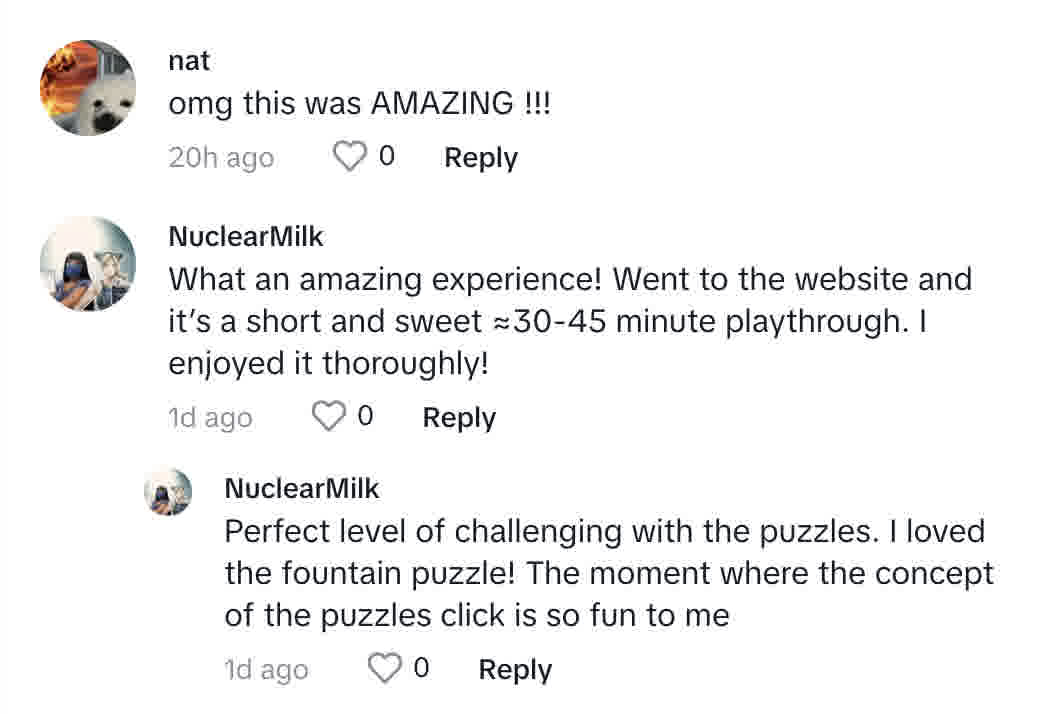 nat
omg this was AMAZING !!!
20h ago 0 Reply
NuclearMilk
What an amazing experience! Went to the website and
it's a short and sweet ≈30-45 minute playthrough. I
enjoyed it thoroughly!
1d ago 0 Reply
NuclearMilk
Perfect level of challenging with the puzzles. I loved
the fountain puzzle! The moment where the concept
of the puzzles click is so fun to me
1d ago 0 Reply